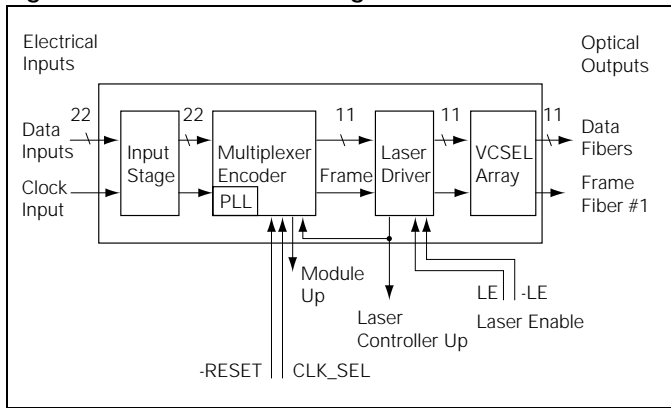 Electrical
Inputs
Optical
Outputs
22
22
11
11
11
Data
Inputs
Input
Stage
Multiplexer
Encoder
Laser
Driver
VCSEL
Array
Data
Fibers
Clock
Input
PLL
Frame
Frame
Fiber #1
Module
Up
Laser
Controller Up
LE
-LE
Laser Enable
-RESET
CLK_SEL